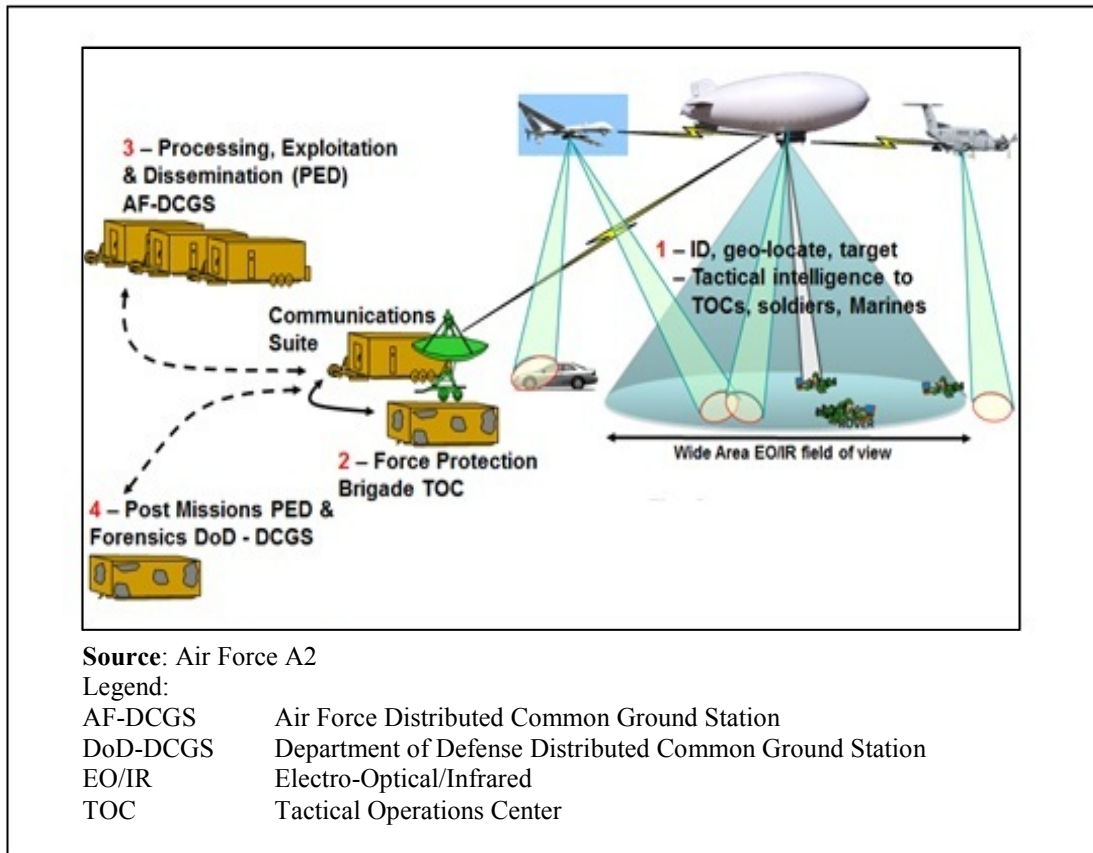 3 – Processing, Exploitation
& Dissemination (PED)
AF-DCGS
Communications
Suite
1 – ID, geo-locate, target
– Tactical intelligence to
TOCs, soldiers, Marines
ROVER
Wide Area EO/IR field of view
2 – Force Protection
Brigade TOC
4 – Post Missions PED &
Forensics DoD - DCGS
Source: Air Force A2
Legend:
AF-DCGS Air Force Distributed Common Ground Station
DoD-DCGS Department of Defense Distributed Common Ground Station
EO/IR Electro-Optical/Infrared
TOC Tactical Operations Center